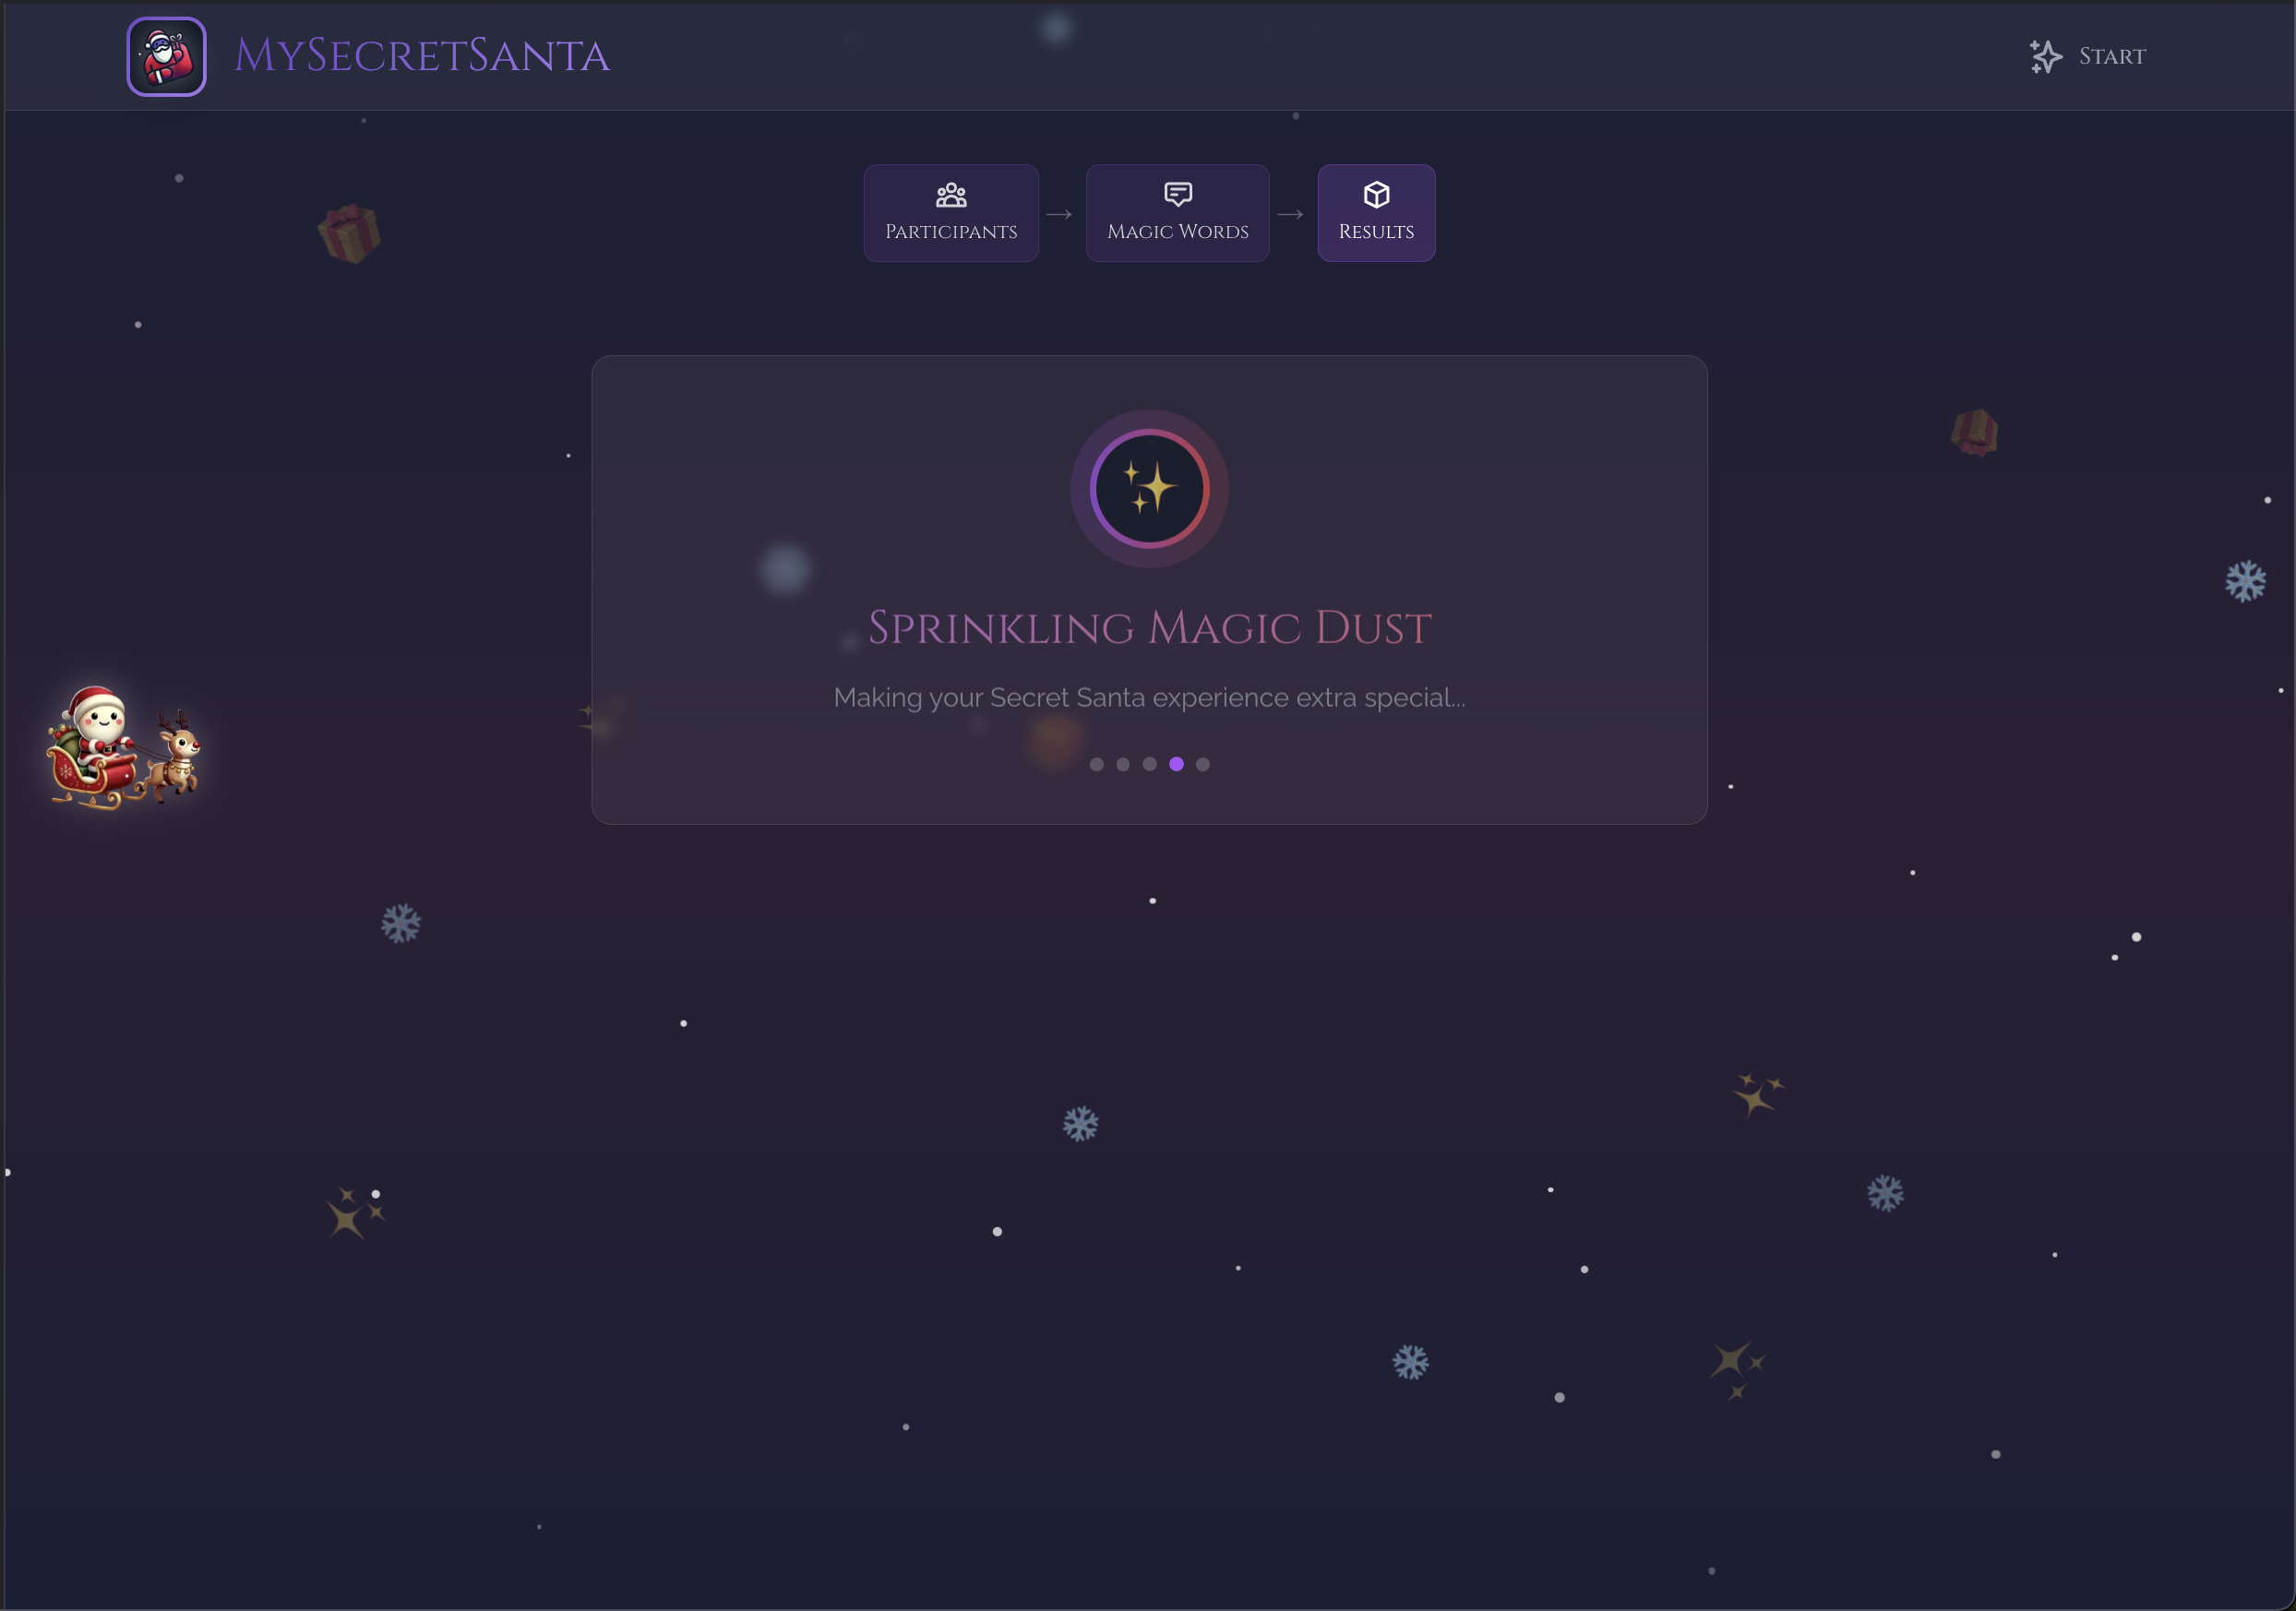 MySecretSanta
Start
Participants
Magic Words
Results
Sprinkling Magic Dust
Making your Secret Santa experience extra special...